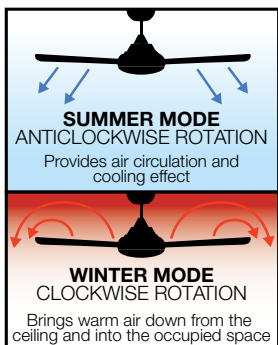 SUMMER MODE
ANTICLOCKWISE ROTATION
Provides air circulation and
cooling effect
WINTER MODE
CLOCKWISE ROTATION
Brings warm air down from the
ceiling and into the occupied space